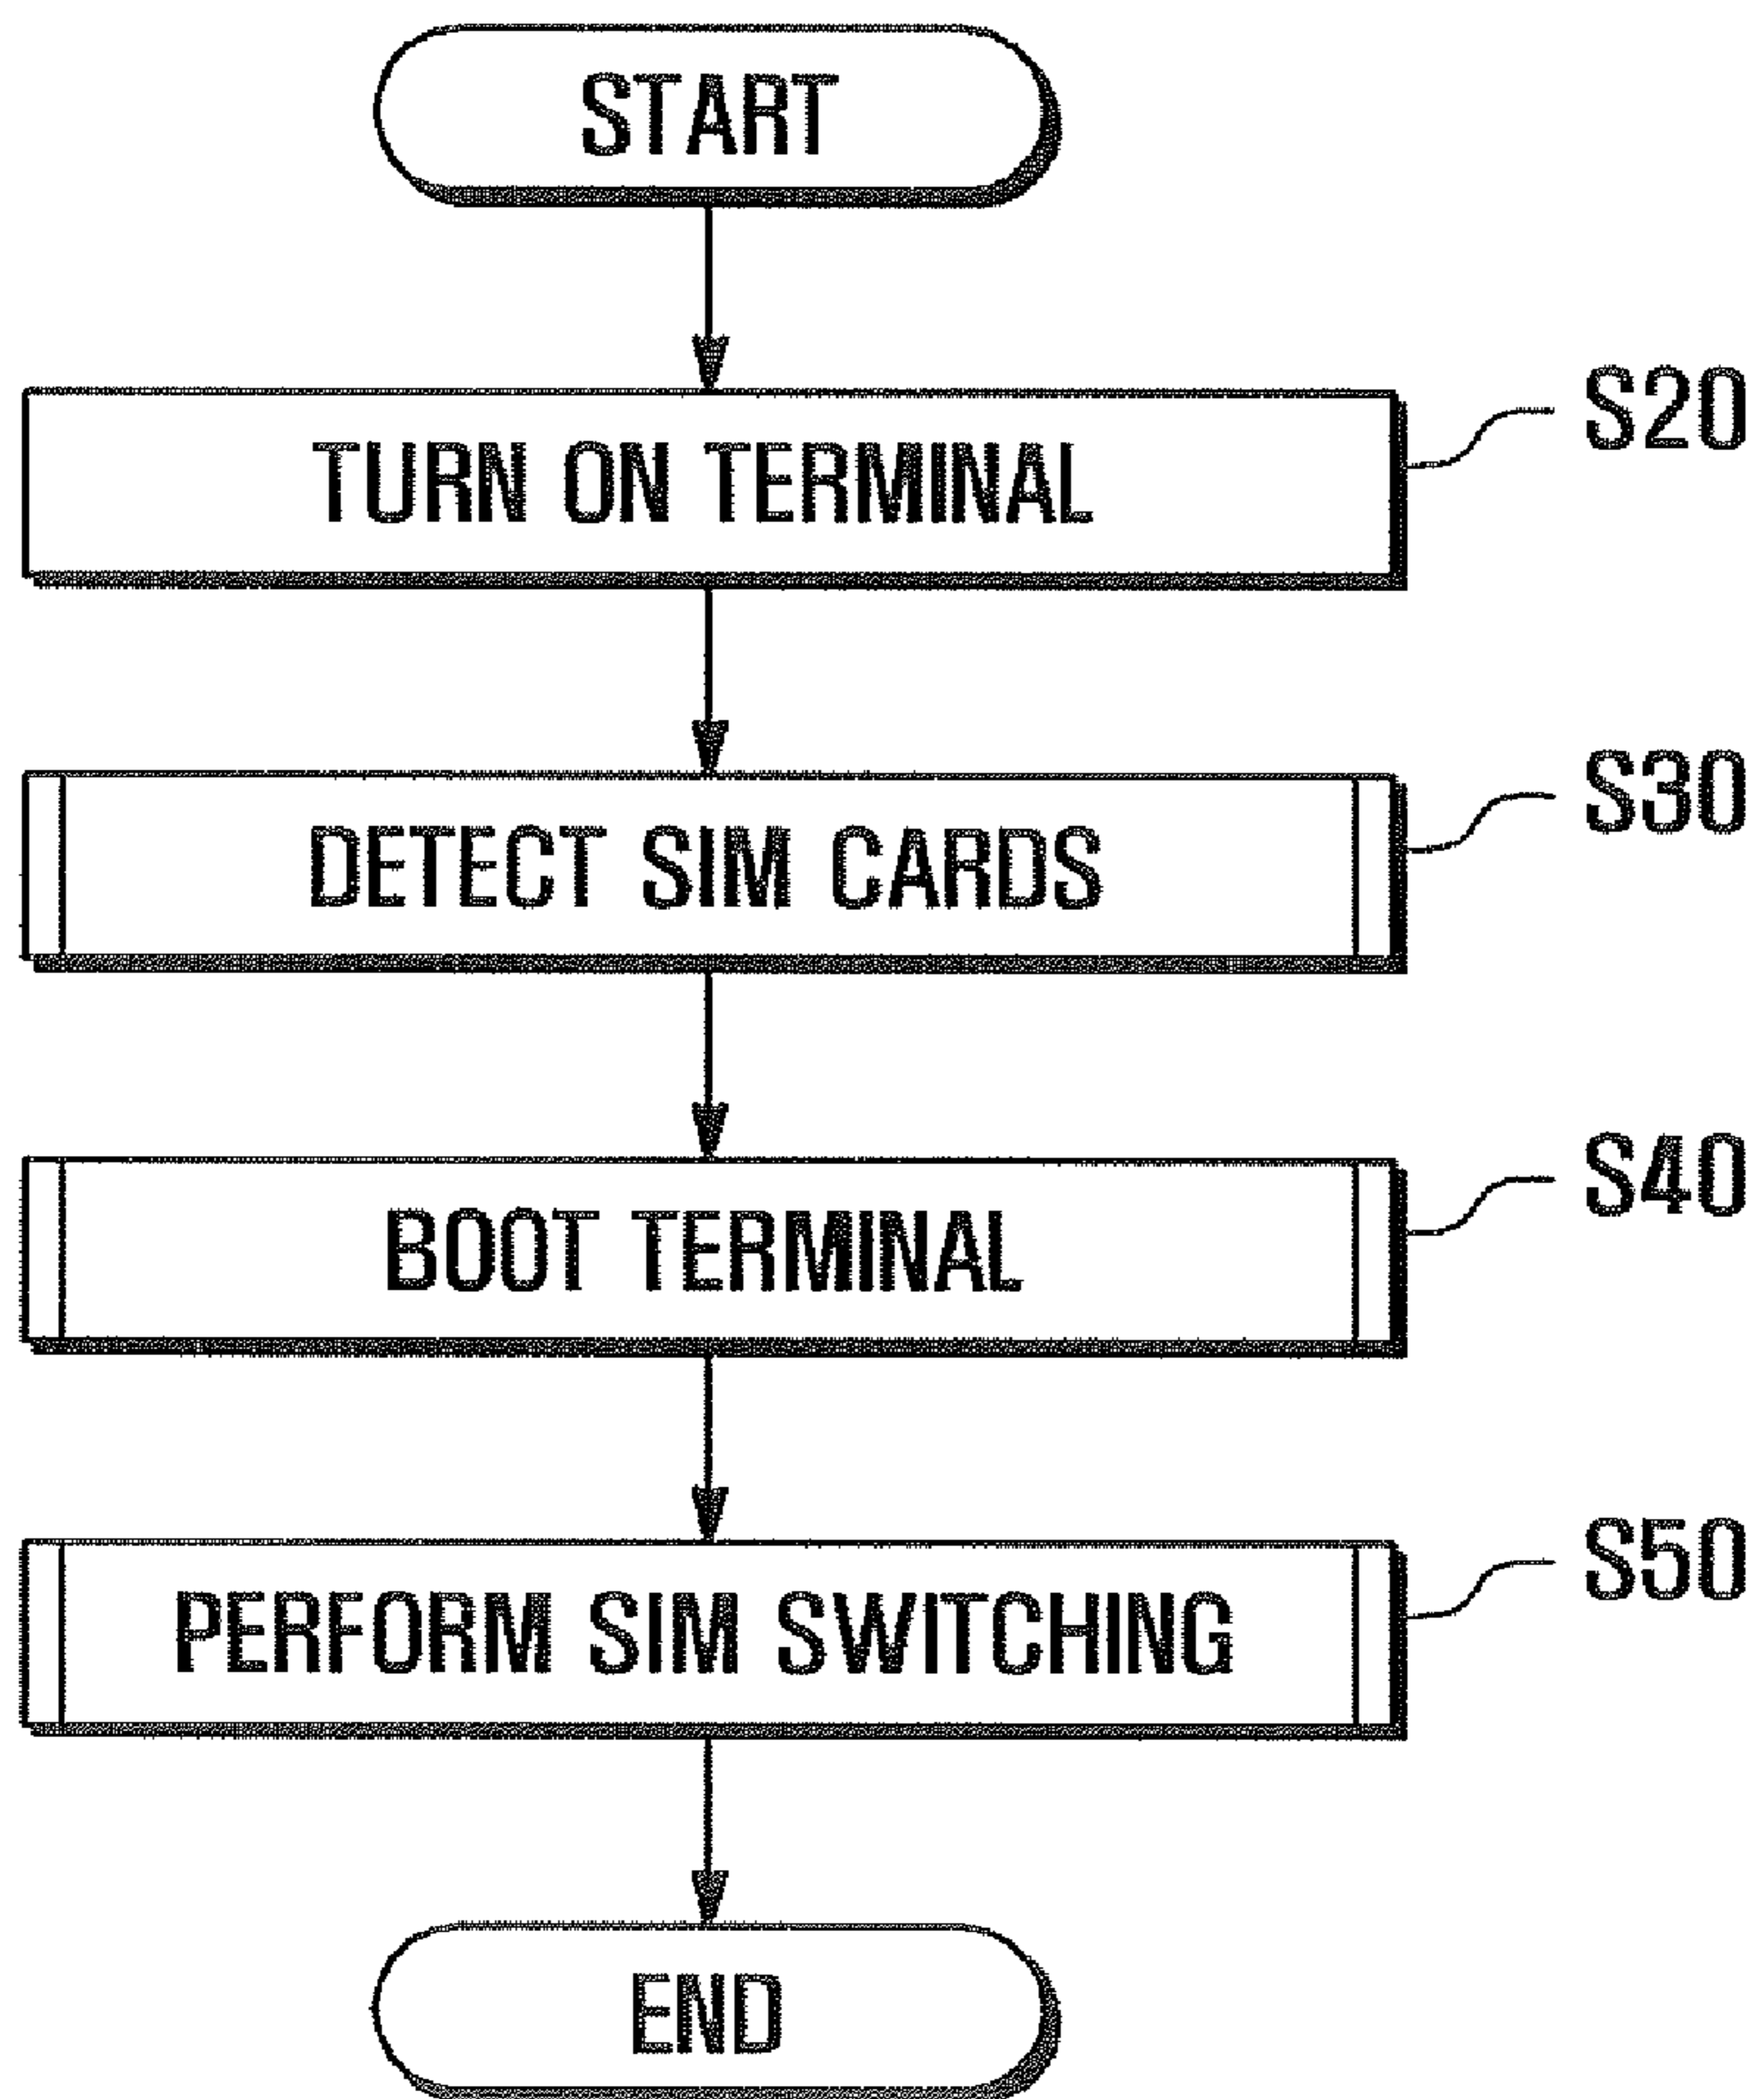 START
TURN ON TERMINAL
S20
DETECT SIM CARDS
S30
BOOT TERMINAL
S40
PERFORM SIM SWITCHING
S50
END